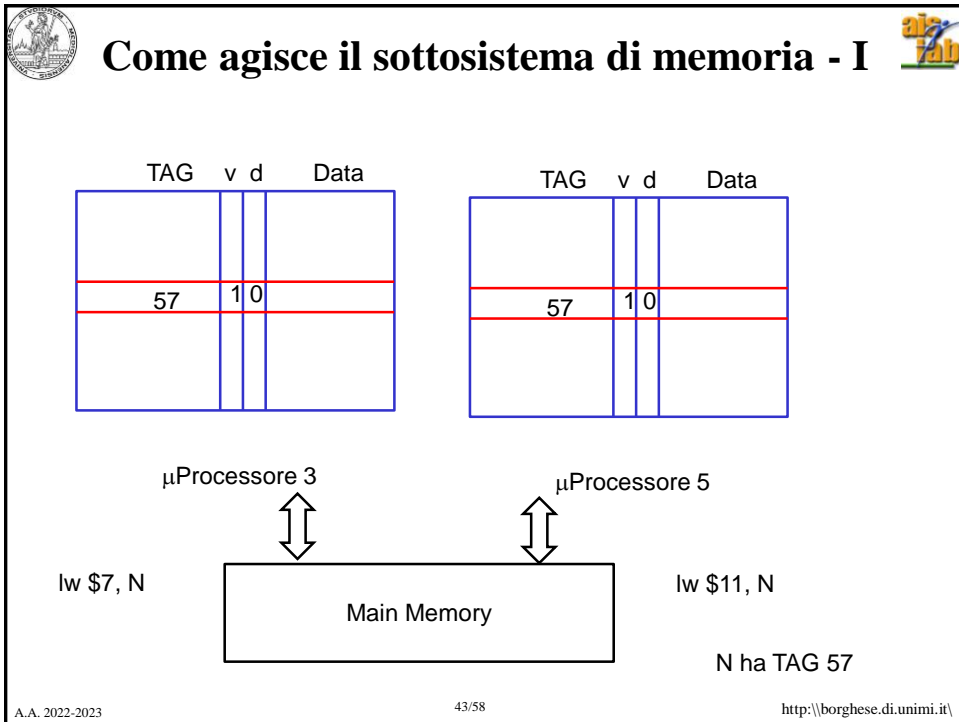 Come agisce il sottosistema di memoria - I
TAG v d Data
57 1 0
TAG v d Data
57 1 0
μProcessore 3
μProcessore 5
lw $7, N
Main Memory
lw $11, N
N ha TAG 57
A.A. 2022-2023
43/58
http:\\borghese.di.unimi.it\